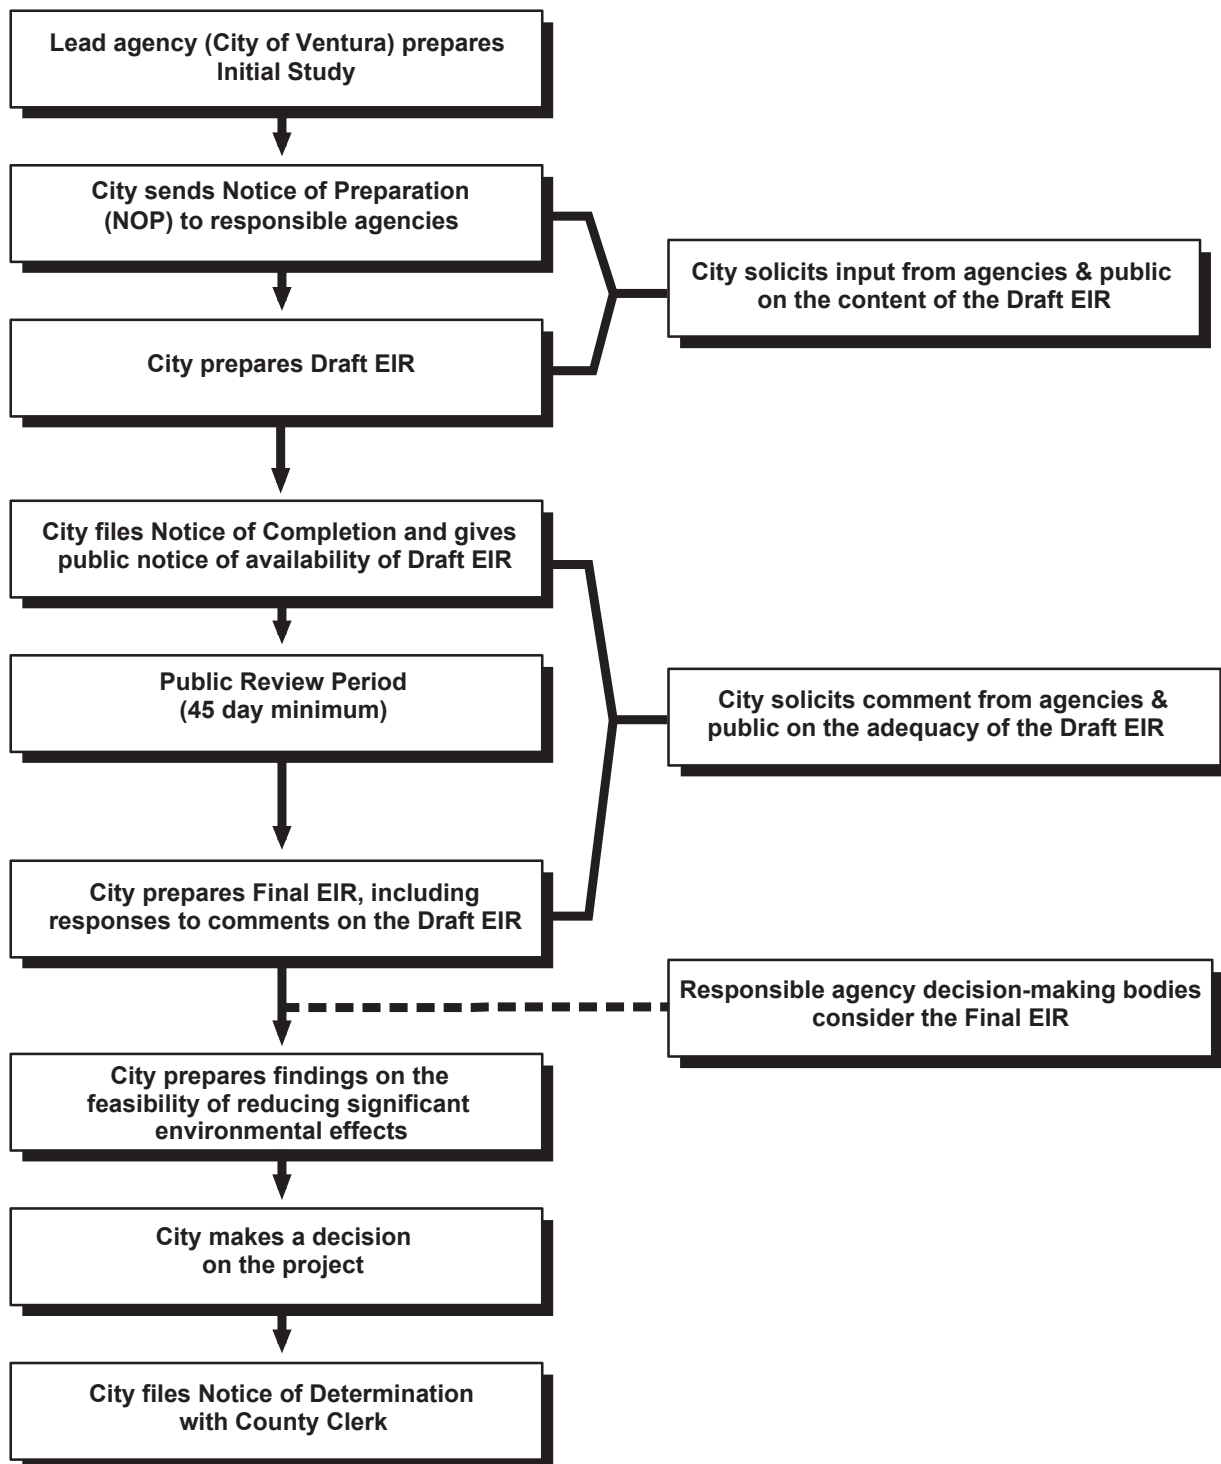 Lead agency (City of Ventura) prepares
Initial Study
City sends Notice of Preparation
(NOP) to responsible agencies
City solicits input from agencies & public
on the content of the Draft EIR
City prepares Draft EIR
City files Notice of Completion and gives
public notice of availability of Draft EIR
Public Review Period
(45 day minimum)
City solicits comment from agencies &
public on the adequacy of the Draft EIR
City prepares Final EIR, including
responses to comments on the Draft EIR
Responsible agency decision-making bodies
consider the Final EIR
City prepares findings on the
feasibility of reducing significant
environmental effects
City makes a decision
on the project
City files Notice of Determination
with County Clerk